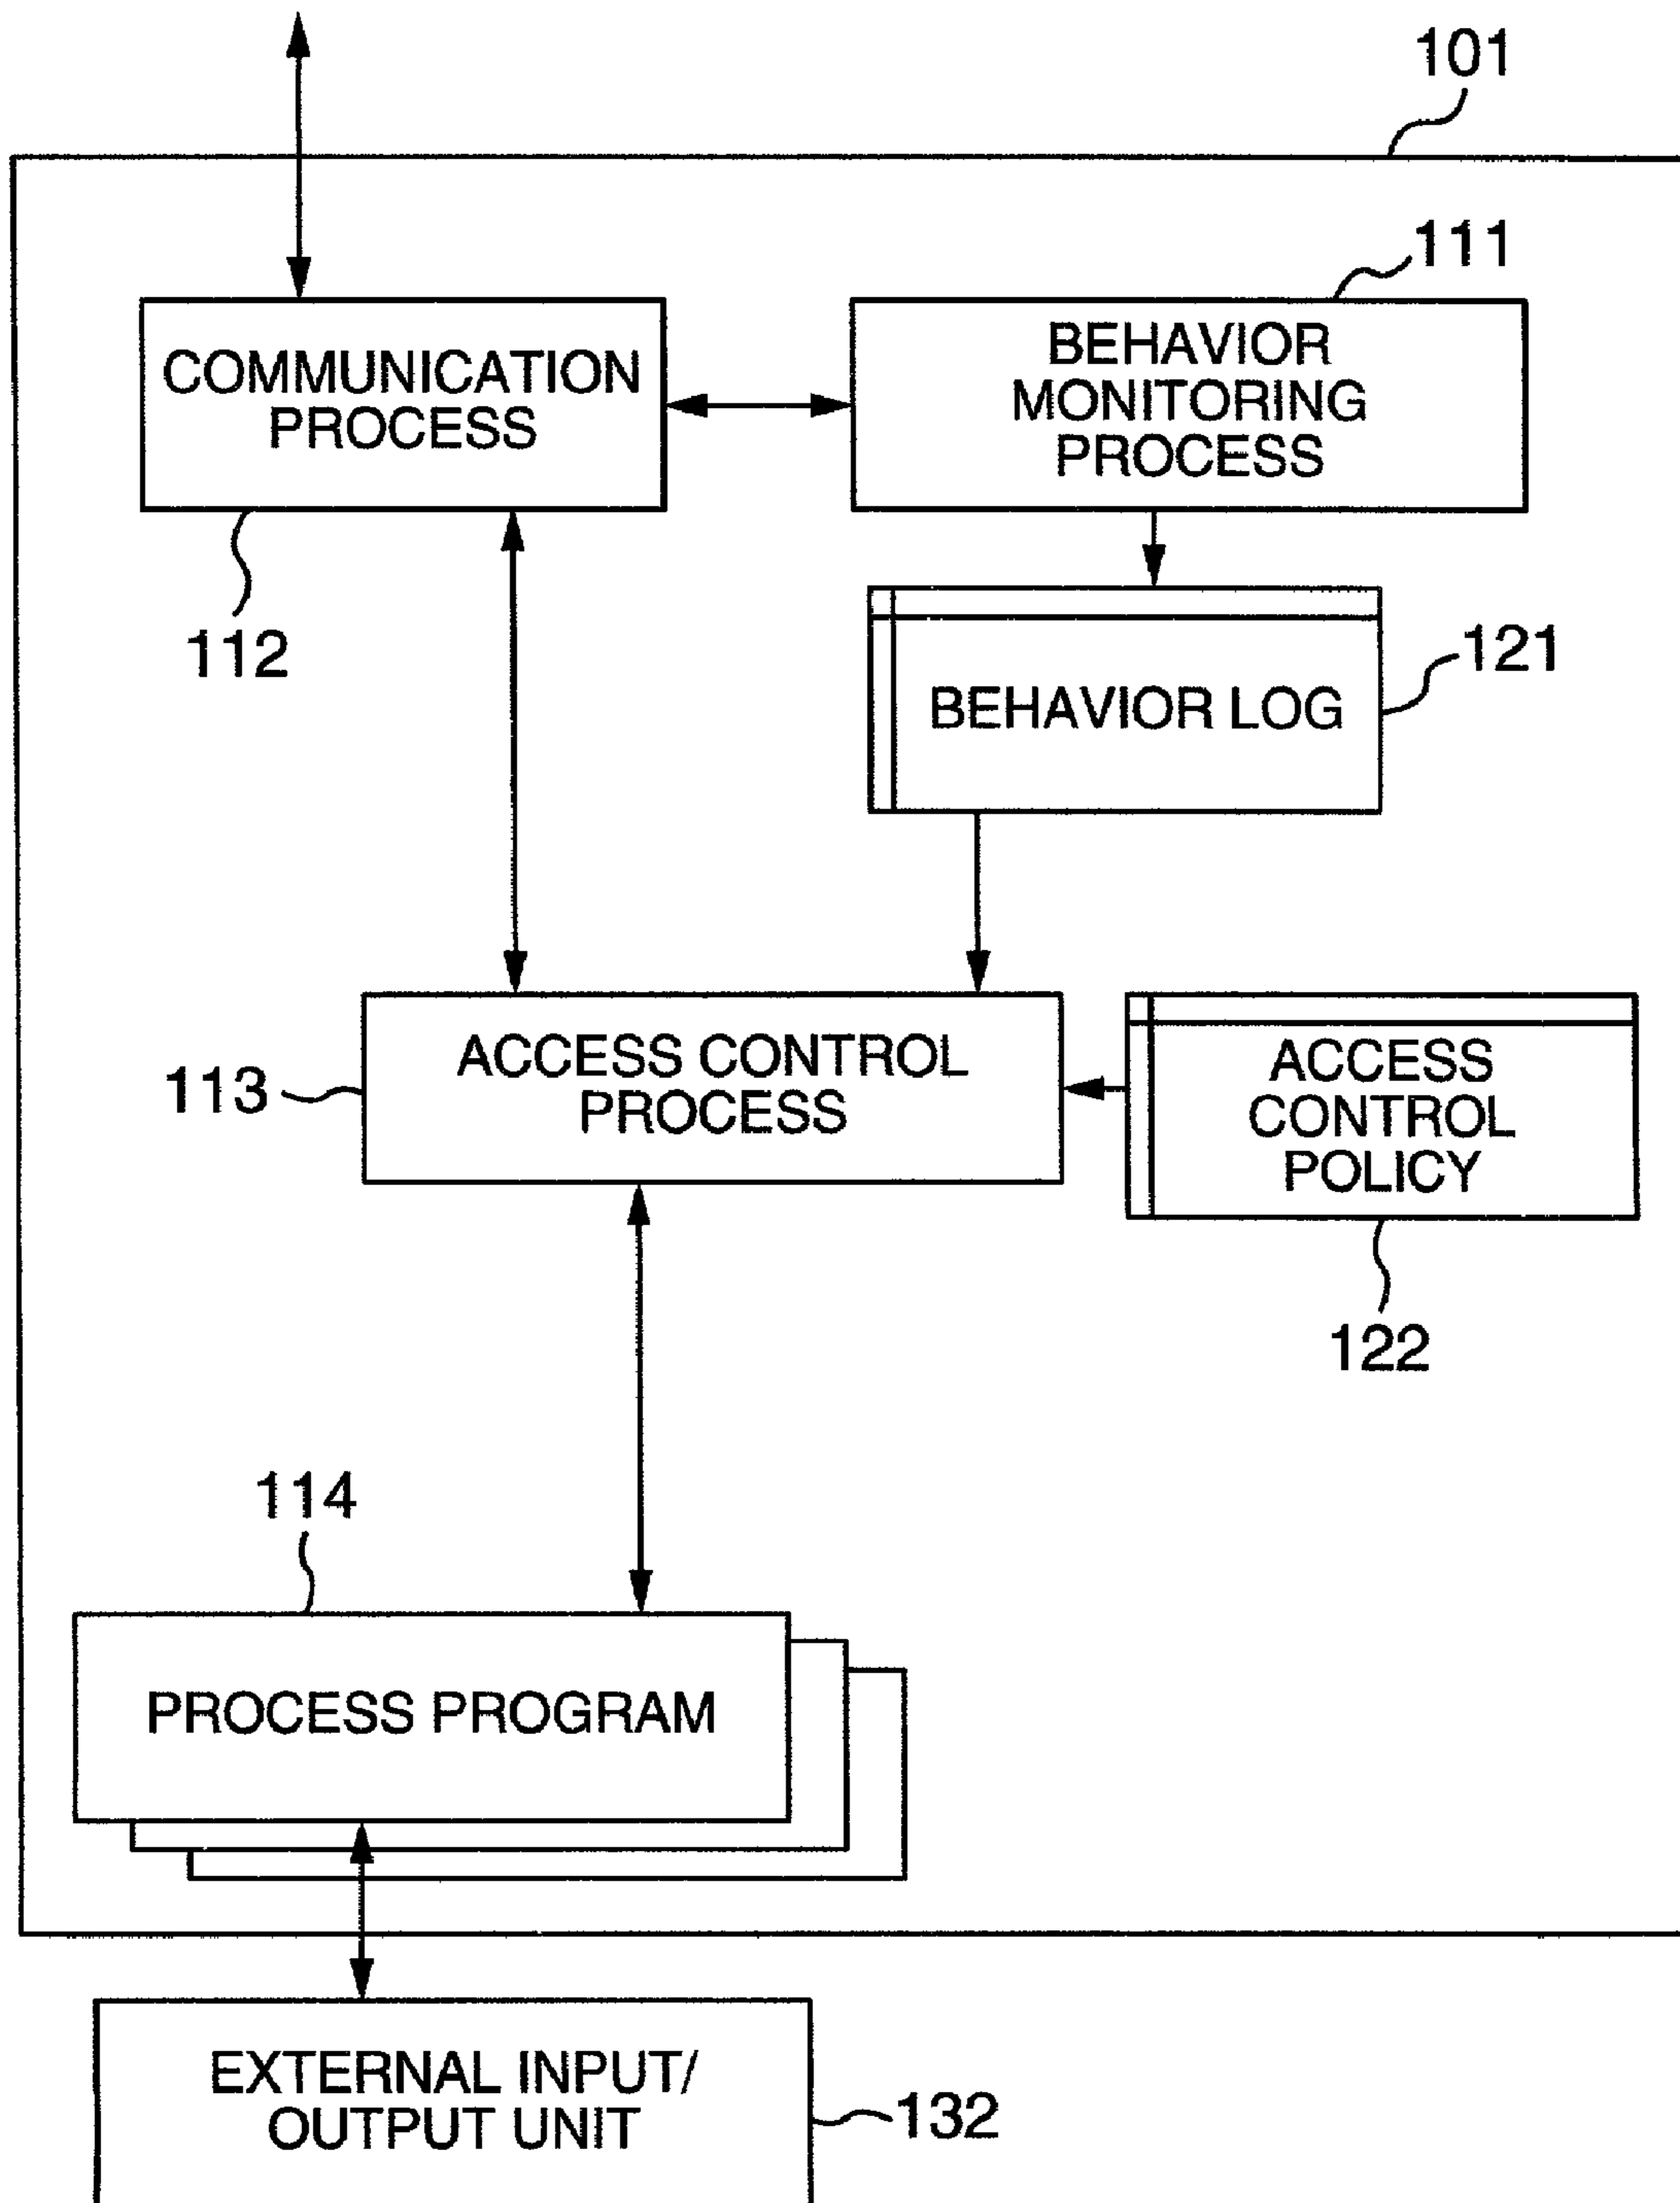 101
111
COMMUNICATION
PROCESS
BEHAVIOR
MONITORING
PROCESS
112
121
BEHAVIOR LOG
113
ACCESS CONTROL
PROCESS
ACCESS
CONTROL
POLICY
122
114
PROCESS PROGRAM
EXTERNAL INPUT/
OUTPUT UNIT
132